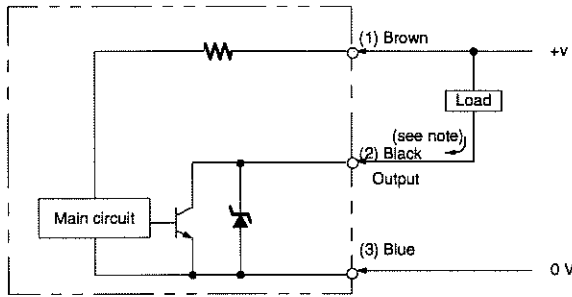 (1) Brown
+v
Load
(see note)
(2) Black
Output
Main circuit
(3) Blue
0 V